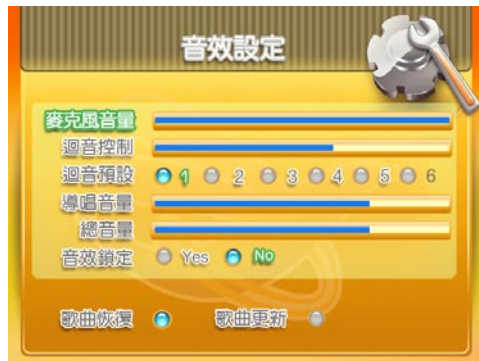 音效設定
麥克風音量
迴音控制
迴音預設 1 2 3 4 5 6
導唱音量
總音量
音效鎖定 Yes No
歌曲恢復 歌曲更新